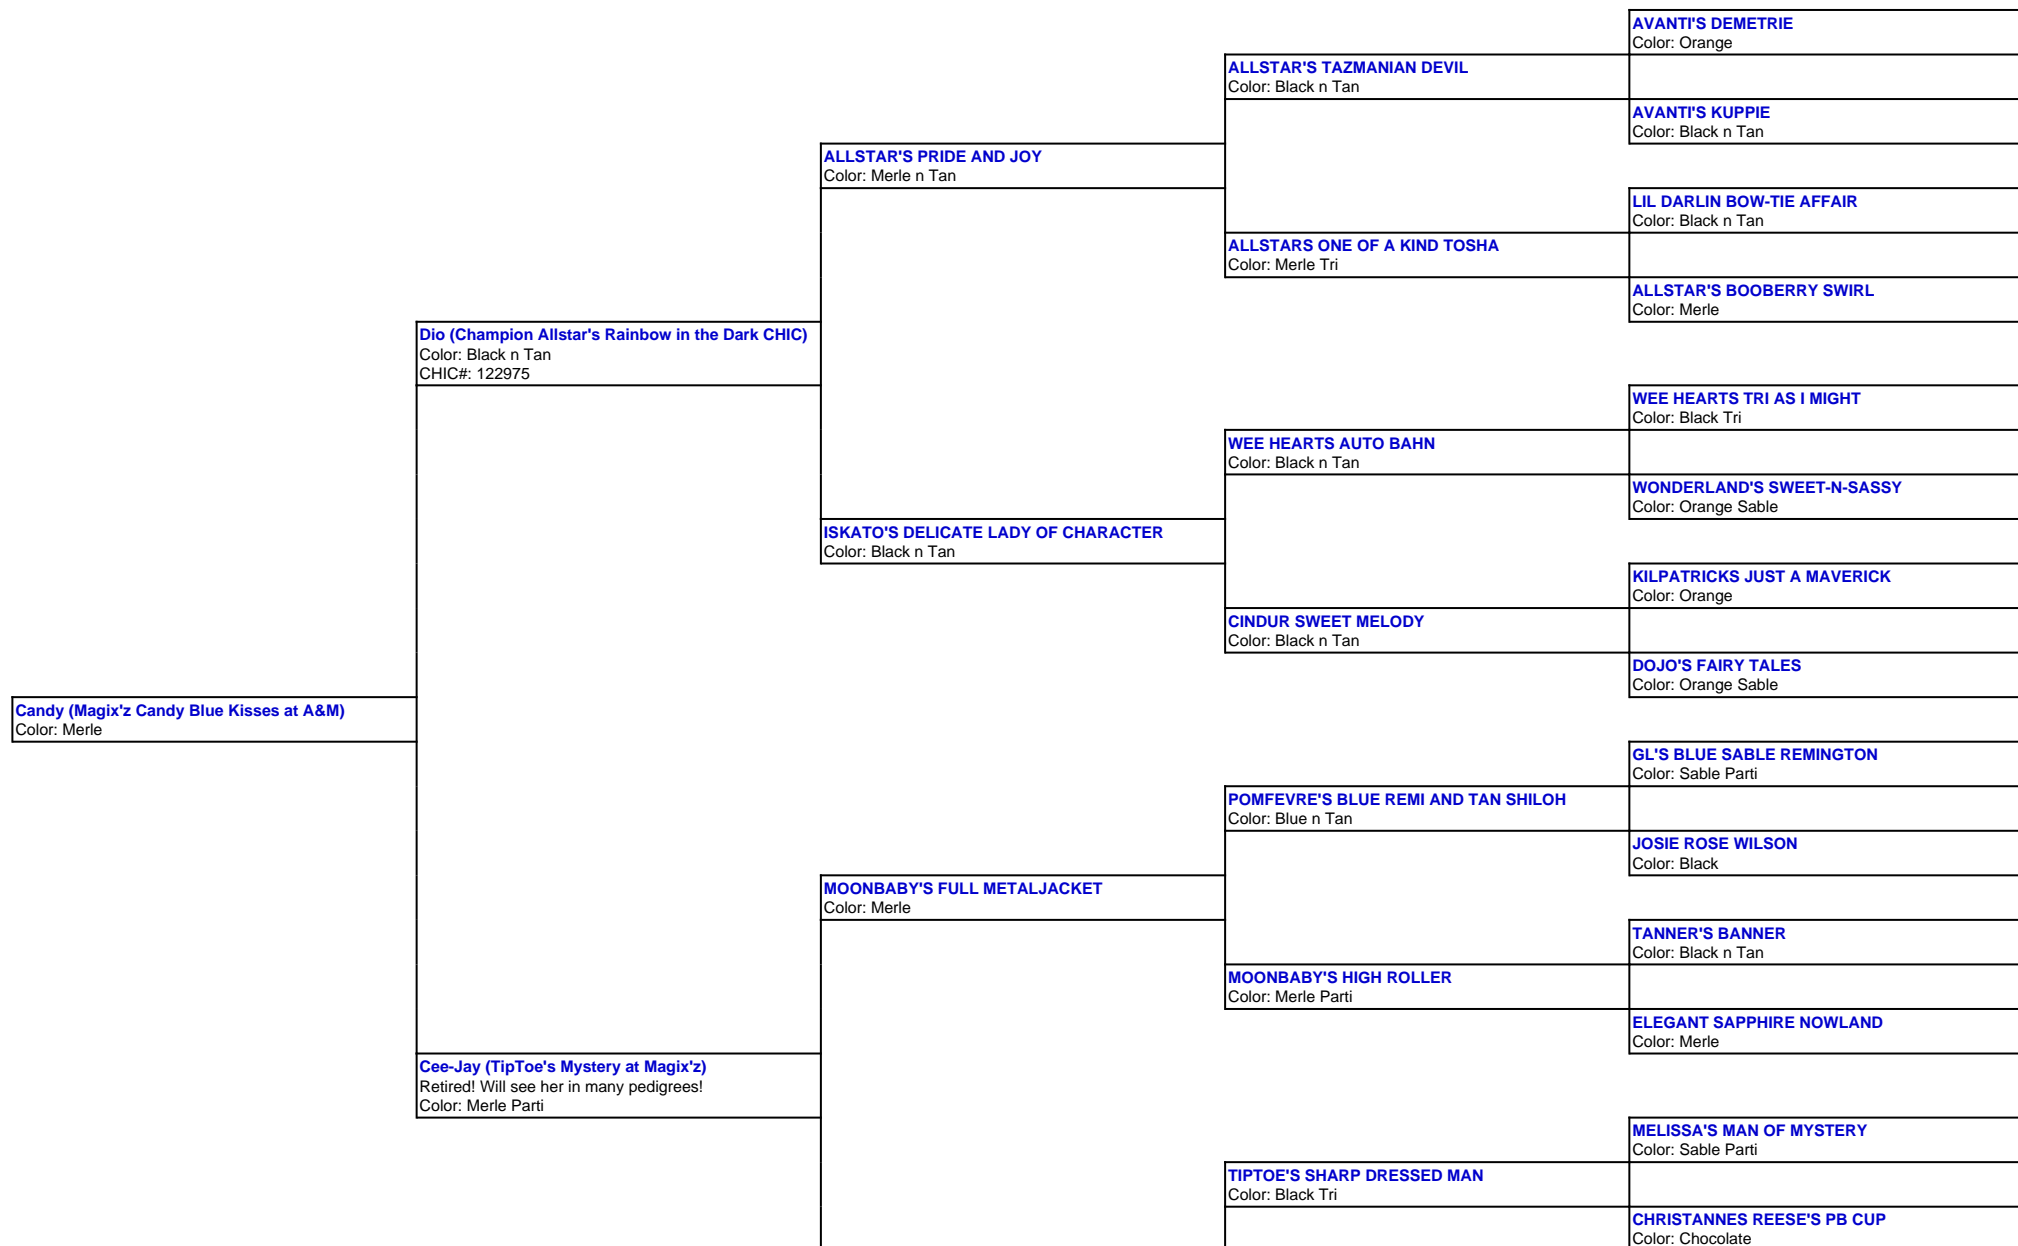 AVANTI'S DEMETRIE
Color: Orange
ALLSTAR'S TAZMANIAN DEVIL
Color: Black n Tan
AVANTI'S KUPPIE
Color: Black n Tan
ALLSTAR'S PRIDE AND JOY
Color: Merle n Tan
LIL DARLIN BOW-TIE AFFAIR
Color: Black n Tan
ALLSTARS ONE OF A KIND TOSHA
Color: Merle Tri
ALLSTAR'S BOOBERRY SWIRL
Color: Merle
Dio (Champion Allstar's Rainbow in the Dark CHIC)
Color: Black n Tan
CHIC#: 122975
WEE HEARTS TRI AS I MIGHT
Color: Black Tri
WEE HEARTS AUTO BAHN
Color: Black n Tan
WONDERLAND'S SWEET-N-SASSY
Color: Orange Sable
ISKATO'S DELICATE LADY OF CHARACTER
Color: Black n Tan
KILPATRICKS JUST A MAVERICK
Color: Orange
CINDUR SWEET MELODY
Color: Black n Tan
DOJO'S FAIRY TALES
Color: Orange Sable
Candy (Magix'z Candy Blue Kisses at A&M)
Color: Merle
GL'S BLUE SABLE REMINGTON
Color: Sable Parti
POMFEVRE'S BLUE REMI AND TAN SHILOH
Color: Blue n Tan
JOSIE ROSE WILSON
Color: Black
MOONBABY'S FULL METALJACKET
Color: Merle
TANNER'S BANNER
Color: Black n Tan
MOONBABY'S HIGH ROLLER
Color: Merle Parti
ELEGANT SAPPHIRE NOWLAND
Color: Merle
Cee-Jay (TipToe's Mystery at Magix'z)
Retired! Will see her in many pedigrees!
Color: Merle Parti
MELISSA'S MAN OF MYSTERY
Color: Sable Parti
TIPTOE'S SHARP DRESSED MAN
Color: Black Tri
CHRISTANNES REESE'S PB CUP
Color: Chocolate